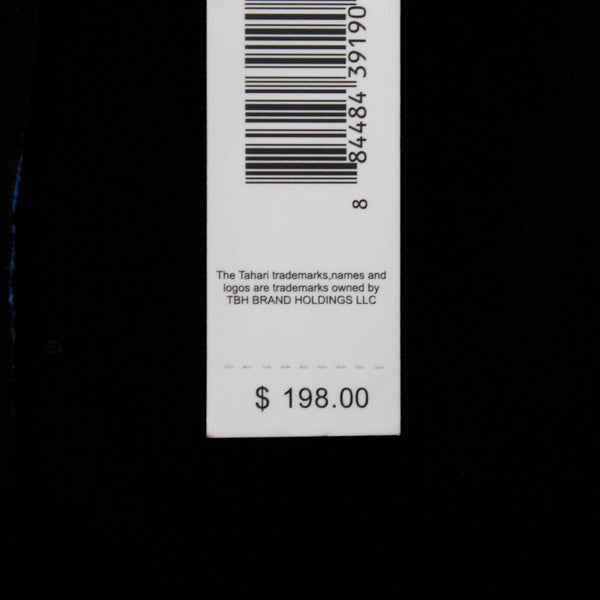 8 84484 39190
The Tahari trademarks,names and
logos are trademarks owned by
TBH BRAND HOLDINGS LLC
$ 198.00